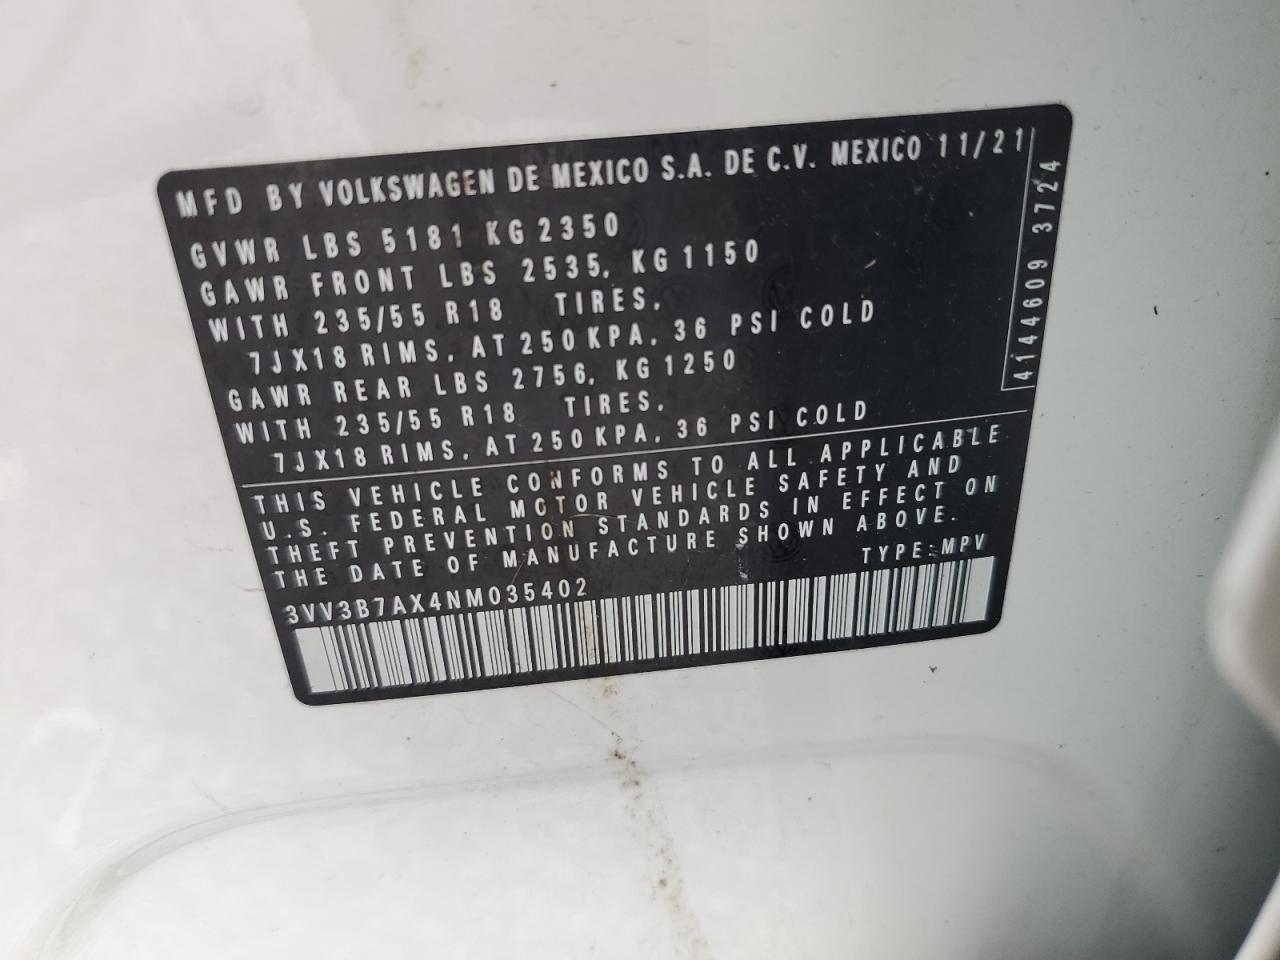 MFD BY VOLKSWAGEN DE MEXICO S.A. DE C.V. MEXICO 11/21
GVWR LBS 5181 KG 2350
GAWR FRONT LBS 2535, KG 1150
WITH 235/55 R18 TIRES,
7JX18 RIMS, AT 250 KPA, 36 PSI COLD
GAWR REAR LBS 2756, KG 1250
WITH 235/55 R18 TIRES,
7JX18 RIMS, AT 250 KPA, 36 PSI COLD
4144609 3724
THIS VEHICLE CONFORMS TO ALL APPLICABLE
U.S. FEDERAL MOTOR VEHICLE SAFETY AND
THEFT PREVENTION STANDARDS IN EFFECT ON
THE DATE OF MANUFACTURE SHOWN ABOVE.
TYPE: MPV
3VV3B7AX4NM035402